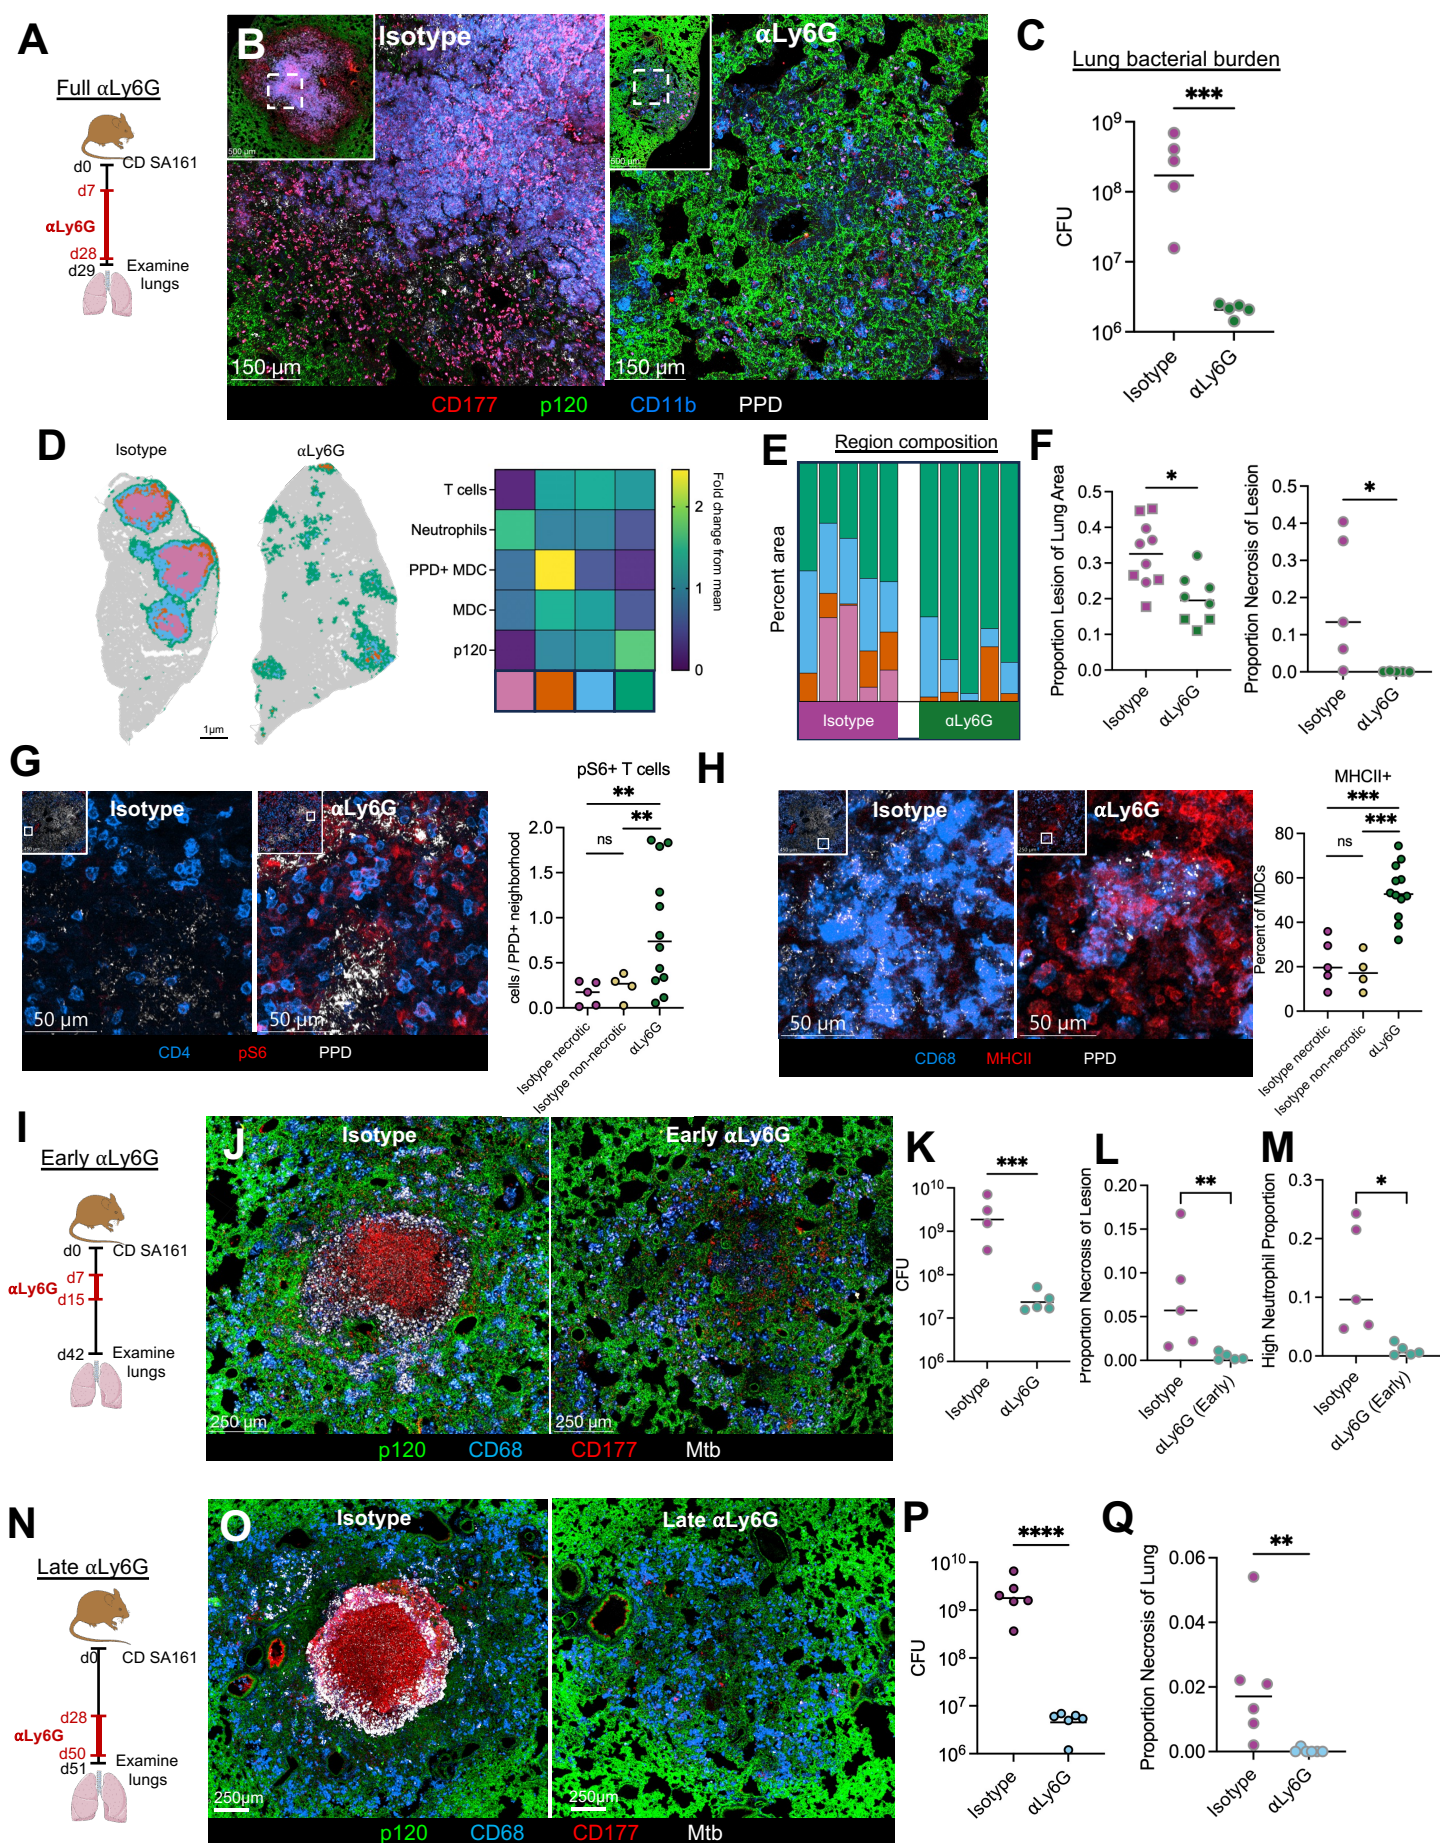 A
Full αLy6G
d0
CD SA161
d7
αLy6G
d28
d29
Examine
lungs
B
Isotype
αLy6G
500 µm
500 µm
150 µm
150 µm
CD177 p120 CD11b PPD
C
Lung bacterial burden
***
CFU
10⁹
10⁸
10⁷
10⁶
Isotype
αLy6G
D
Isotype
αLy6G
1µm
T cells
Neutrophils
PPD+ MDC
MDC
p120
2
1
0
Fold change from mean
E
Region composition
Percent area
Isotype
αLy6G
F
Proportion Lesion of Lung Area
0.5
0.4
0.3
0.2
0.1
0.0
*
Isotype
αLy6G
Proportion Necrosis of Lesion
0.5
0.4
0.3
0.2
0.1
0.0
*
Isotype
αLy6G
G
Isotype
αLy6G
50 µm
50 µm
CD4 pS6 PPD
pS6+ T cells
**
**
ns
cells / PPD+ neighborhood
2.0
1.5
1.0
0.5
0.0
Isotype necrotic
Isotype non-necrotic
αLy6G
H
Isotype
αLy6G
50 µm
50 µm
CD68 MHCII PPD
MHCII+
***
***
ns
Percent of MDCs
80
60
40
20
0
Isotype necrotic
Isotype non-necrotic
αLy6G
I
Early αLy6G
d0
CD SA161
d7
αLy6G
d15
d42
Examine
lungs
J
Isotype
Early αLy6G
250 µm
250 µm
p120 CD68 CD177 Mtb
K
***
CFU
10¹⁰
10⁹
10⁸
10⁷
10⁶
Isotype
αLy6G
L
**
Proportion Necrosis of Lesion
0.20
0.15
0.10
0.05
0.00
Isotype
αLy6G (Early)
M
*
High Neutrophil Proportion
0.3
0.2
0.1
0.0
Isotype
αLy6G (Early)
N
Late αLy6G
d0
CD SA161
d28
αLy6G
d50
d51
Examine
lungs
O
Isotype
Late αLy6G
250µm
250µm
p120 CD68 CD177 Mtb
P
****
CFU
10¹⁰
10⁹
10⁸
10⁷
10⁶
Isotype
αLy6G
Q
**
Proportion Necrosis of Lung
0.06
0.04
0.02
0.00
Isotype
αLy6G